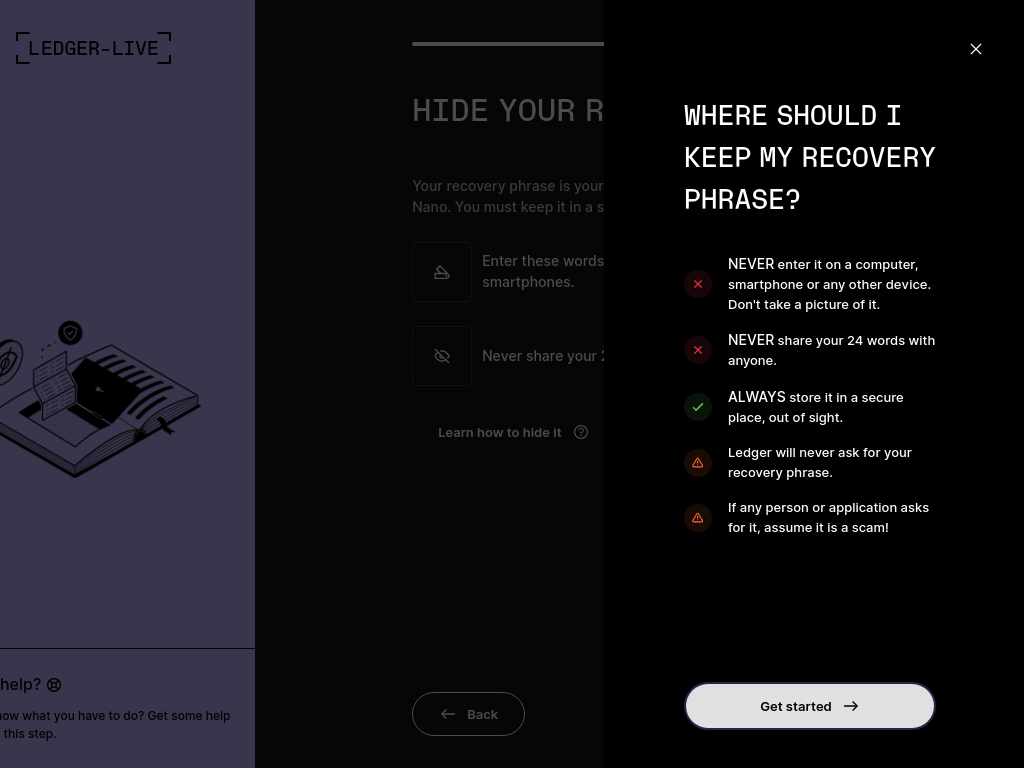 LEDGER-LIVE
help?
now what you have to do? Get some help
this step.
HIDE YOUR R
Your recovery phrase is your
Nano. You must keep it in a s
Enter these words
smartphones.
Never share your 2
Learn how to hide it
Back
WHERE SHOULD I
KEEP MY RECOVERY
PHRASE?
NEVER enter it on a computer,
smartphone or any other device.
Don't take a picture of it.
NEVER share your 24 words with
anyone.
ALWAYS store it in a secure
place, out of sight.
Ledger will never ask for your
recovery phrase.
If any person or application asks
for it, assume it is a scam!
Get started